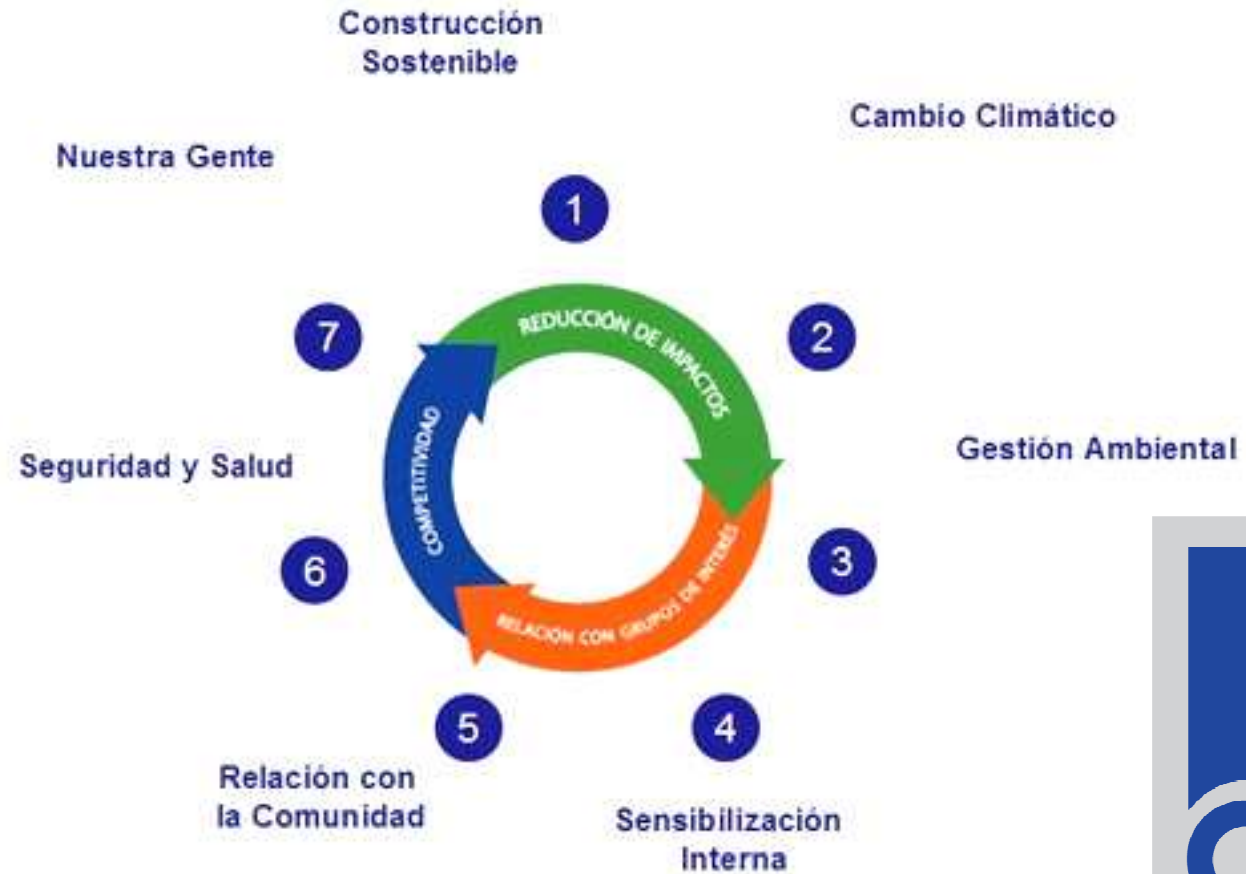 Construcción
Sostenible
Cambio Climático
Nuestra Gente
1
7
2
REDUCCIÓN DE IMPACTOS
COMPETITIVIDAD
Seguridad y Salud
Gestión Ambiental
6
3
RELACIÓN CON GRUPOS DE INTERÉS
5
4
Relación con
la Comunidad
Sensibilización
Interna